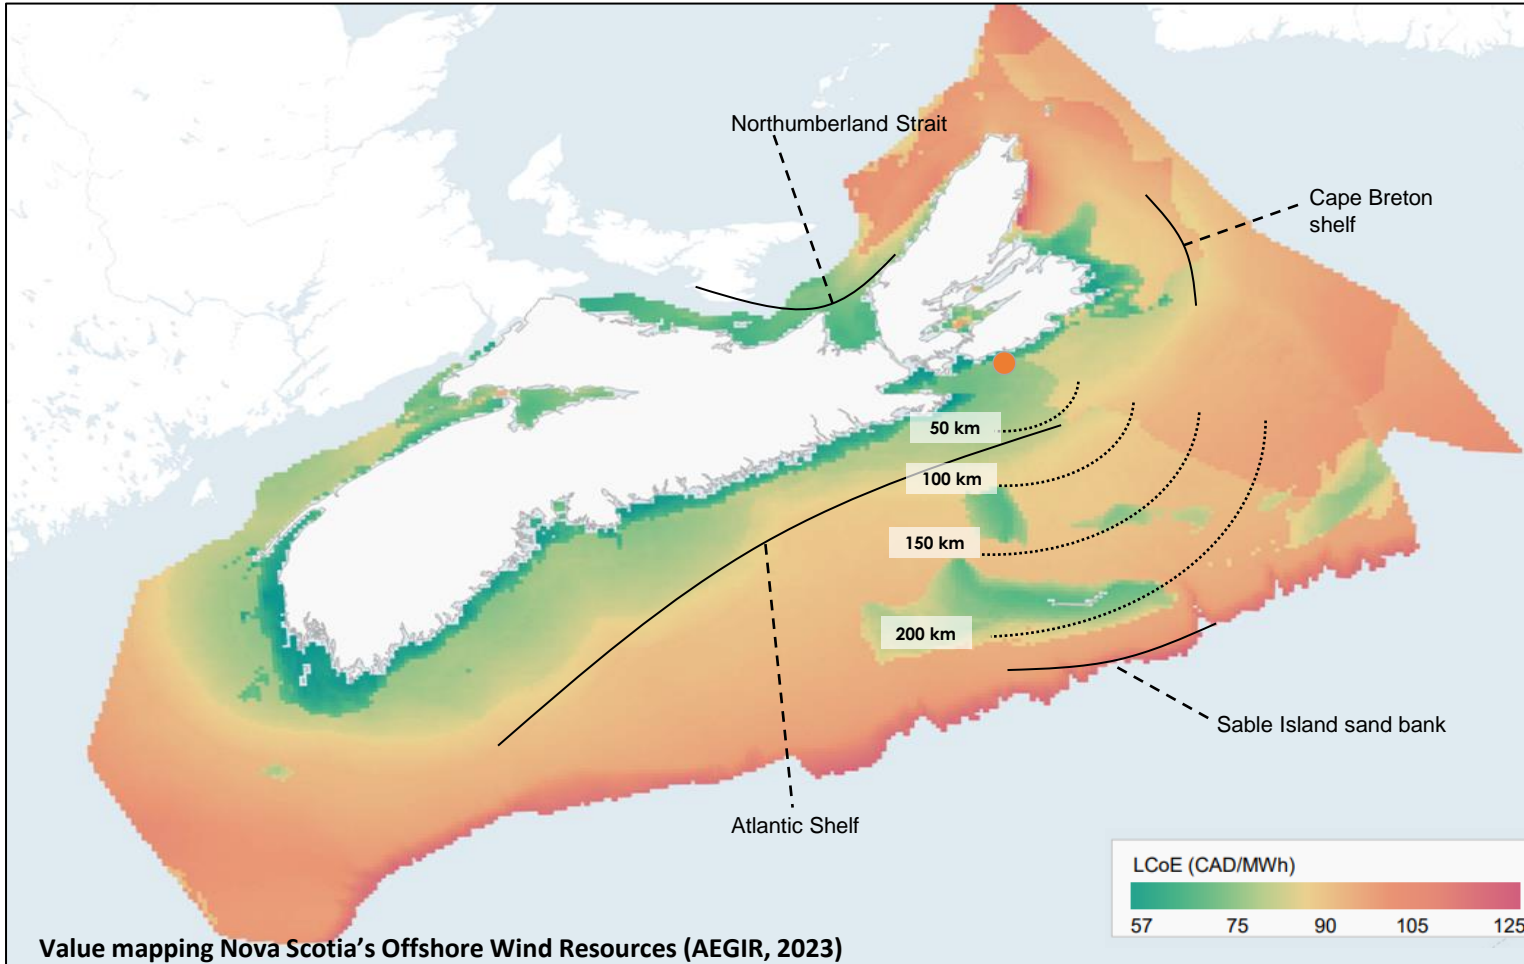 Northumberland Strait
Cape Breton
shelf
50 km
100 km
150 km
200 km
Sable Island sand bank
Atlantic Shelf
LCoE (CAD/MWh)
57 75 90 105 125
Value mapping Nova Scotia's Offshore Wind Resources (AEGIR, 2023)